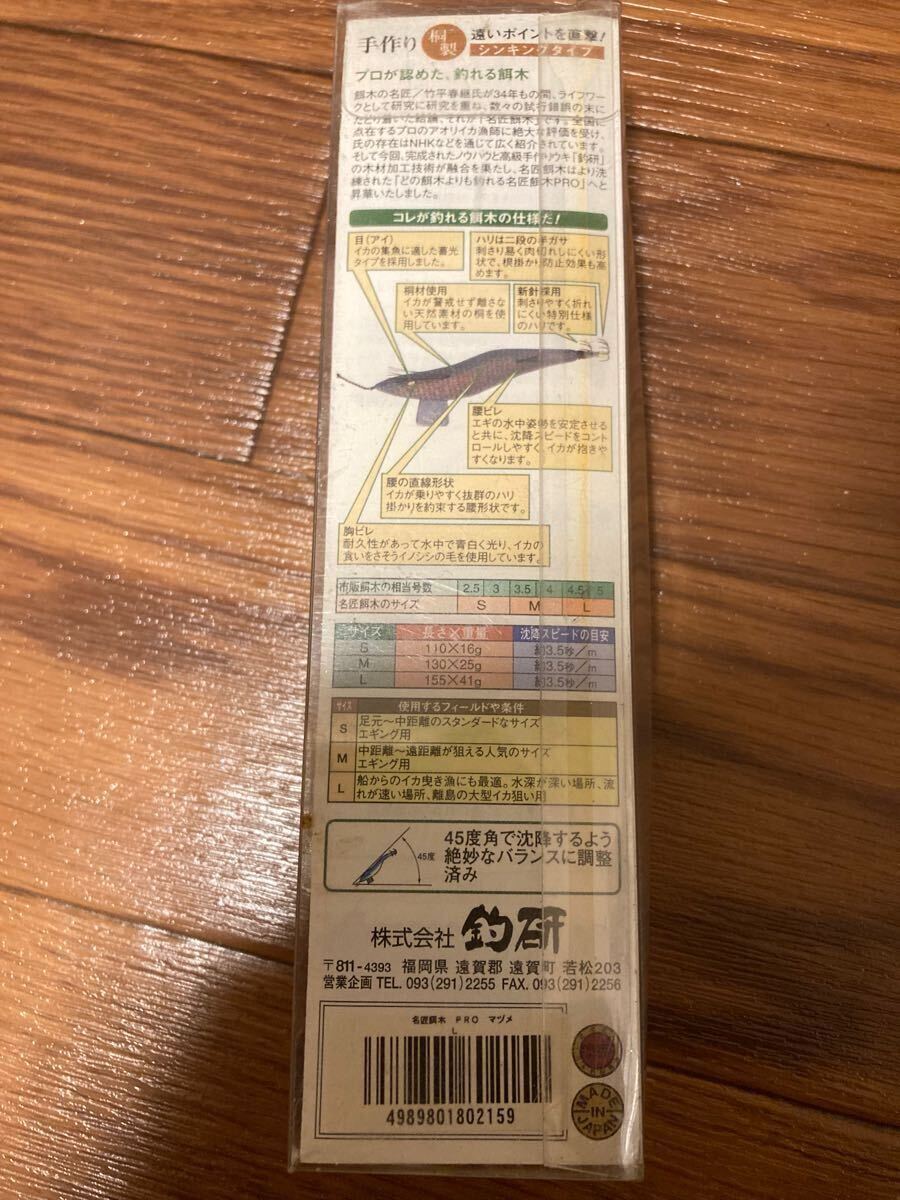 手作り 桐製 遠いポイントを直撃!
シンキングタイプ
プロが認めた、釣れる餌木
餌木の名匠/竹平春継氏が34年もの間、ライフワー
クとして研究に研究を重ね、数々の試行錯誤の末に
たどり着いた結論、それが「名匠餌木」です。全国に
点在するプロのアオリイカ漁師に絶大な評価を受け、
氏の存在はNHKなどを通じて広く紹介されています。
そして今回、完成されたノウハウと高級手作りウキ「釣研」
の木材加工技術が融合を果たし、名匠餌木はより洗
練された「どの餌木よりも釣れる名匠餌木PRO」へと
昇華いたしました。
コレが釣れる餌木の仕様だ!
目(アイ)
イカの集魚に適した蓄光
タイプを採用しました。
ハリは二段の半ガサ
刺さり易く肉切れしにくい形
状で、根掛かり防止効果も高
めます。
桐材使用
イカが警戒せず離さな
い天然素材の桐を使
用しています。
新針採用
刺さりやすく折れ
にくい特別仕様
のハリです。
腰ビレ
エギの水中姿勢を安定させる
と共に、沈降スピードをコント
ロールしやすく、イカが抱きや
すくなります。
腰の直線形状
イカが乗りやすく抜群のハリ
掛かりを約束する腰形状です。
胸ビレ
耐久性があって水中で青白く光り、イカの
食いをさそうイノシシの毛を使用しています。
市販餌木の相当号数 2.5 3 3.5 4 4.5 5
名匠餌木のサイズ S M L
サイズ 長さ×重量 沈降スピードの目安
S 110×16g 約3.5秒/m
M 130×25g 約3.5秒/m
L 155×41g 約3.5秒/m
サイズ 使用するフィールドや条件
S 足元〜中距離のスタンダードなサイズ
エギング用
M 中距離〜遠距離が狙える人気のサイズ
エギング用
L 船からのイカ曳き漁にも最適。水深が深い場所、流
れが速い場所、離島の大型イカ狙い用
45度
45度角で沈降するよう
絶妙なバランスに調整
済み
株式会社 釣研
〒811-4393 福岡県 遠賀郡 遠賀町 若松203
営業企画 TEL. 093(291)2255 FAX. 093(291)2256
名匠餌木 PRO マヅメ
L
4989801802159
MADE
IN
JAPAN